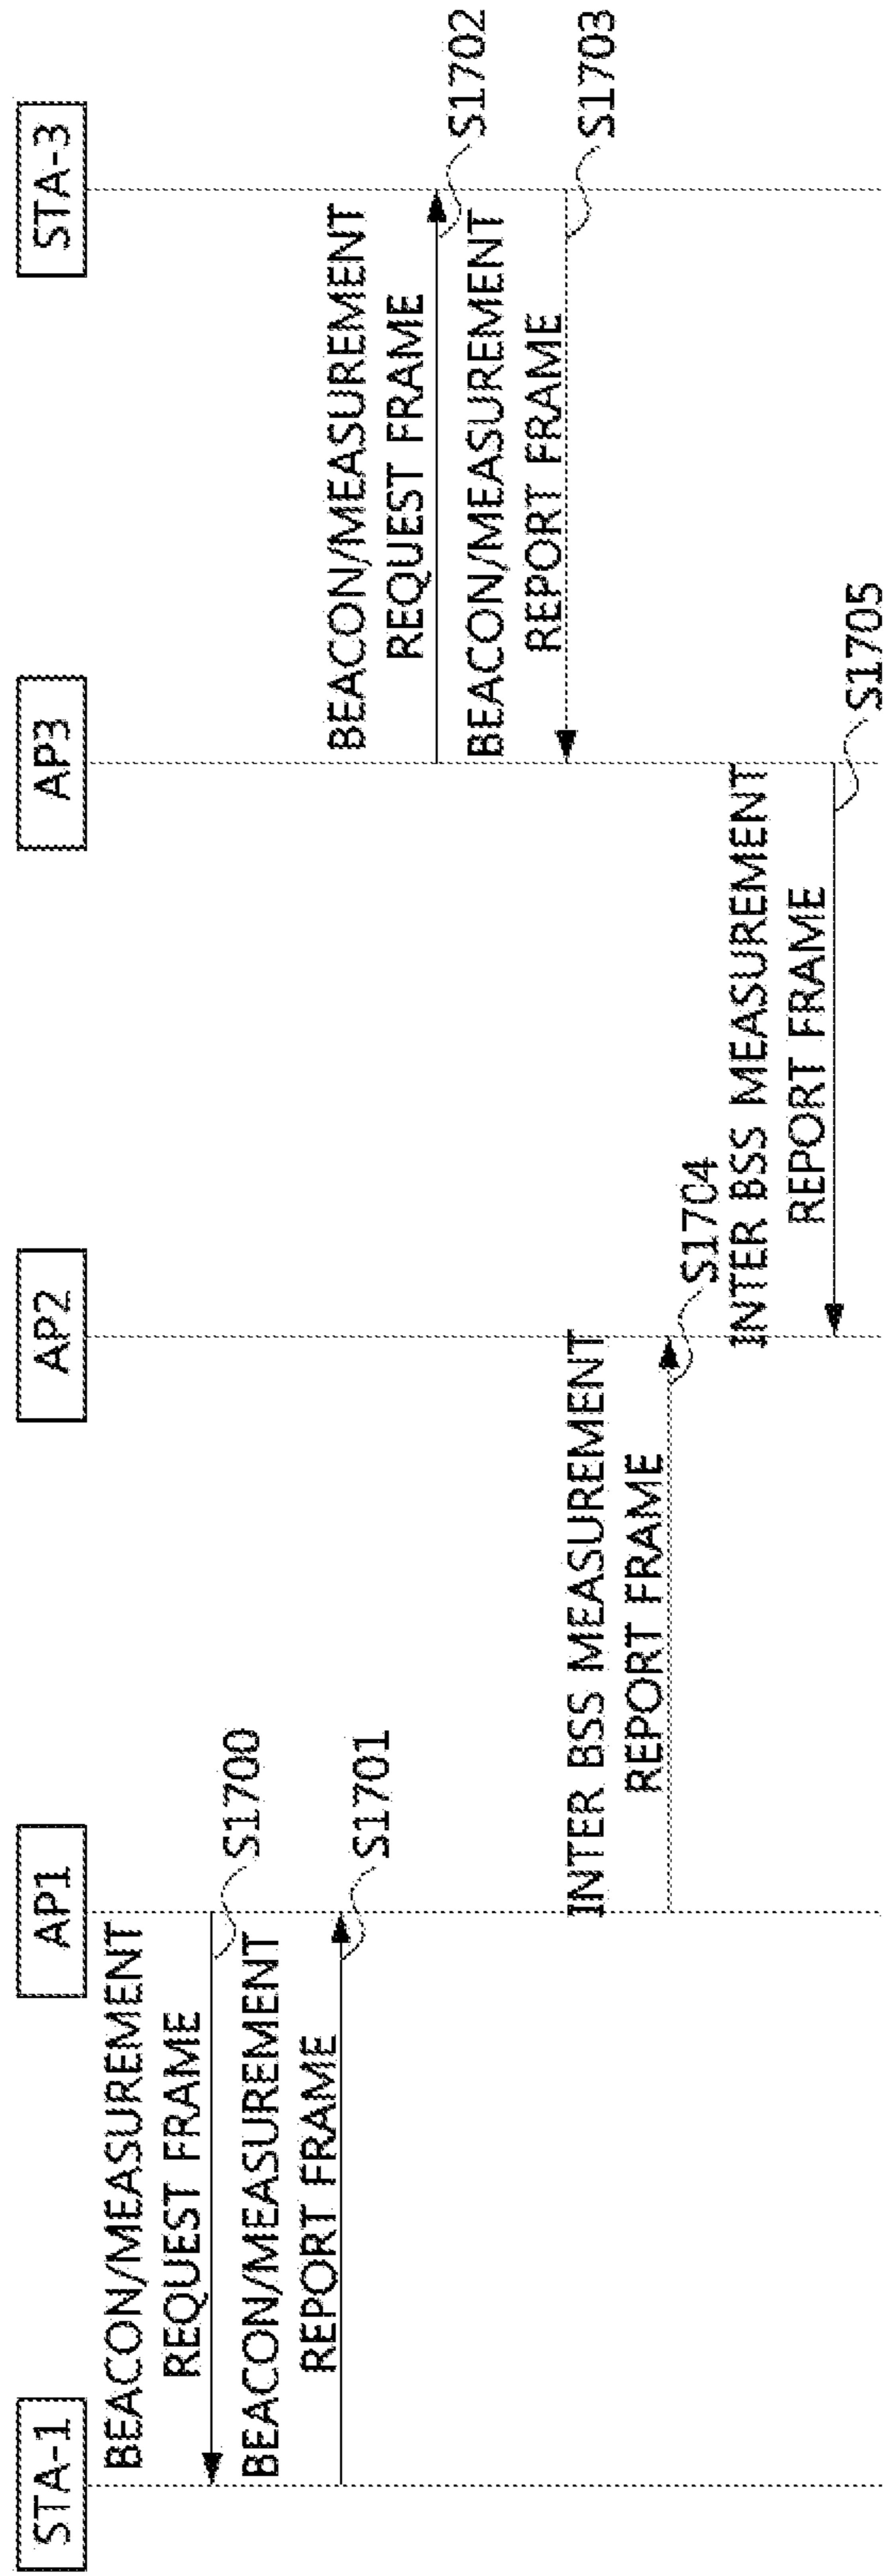 STA-1
AP1
AP2
AP3
STA-3
BEACON/MEASUREMENT
REQUEST FRAME
S1700
BEACON/MEASUREMENT
REPORT FRAME
S1701
BEACON/MEASUREMENT
REQUEST FRAME
S1702
BEACON/MEASUREMENT
REPORT FRAME
S1703
INTER BSS MEASUREMENT
REPORT FRAME
S1704
INTER BSS MEASUREMENT
REPORT FRAME
S1705